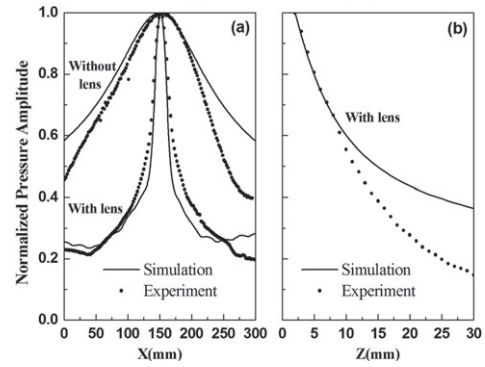 (a)
(b)
Normalized Pressure Amplitude
1.0
0.8
0.6
0.4
0.2
0.0
Without
lens
With lens
Simulation
Experiment
0 50 100 150 200 250 300
X(mm)
With lens
Simulation
Experiment
0 5 10 15 20 25 30
Z(mm)